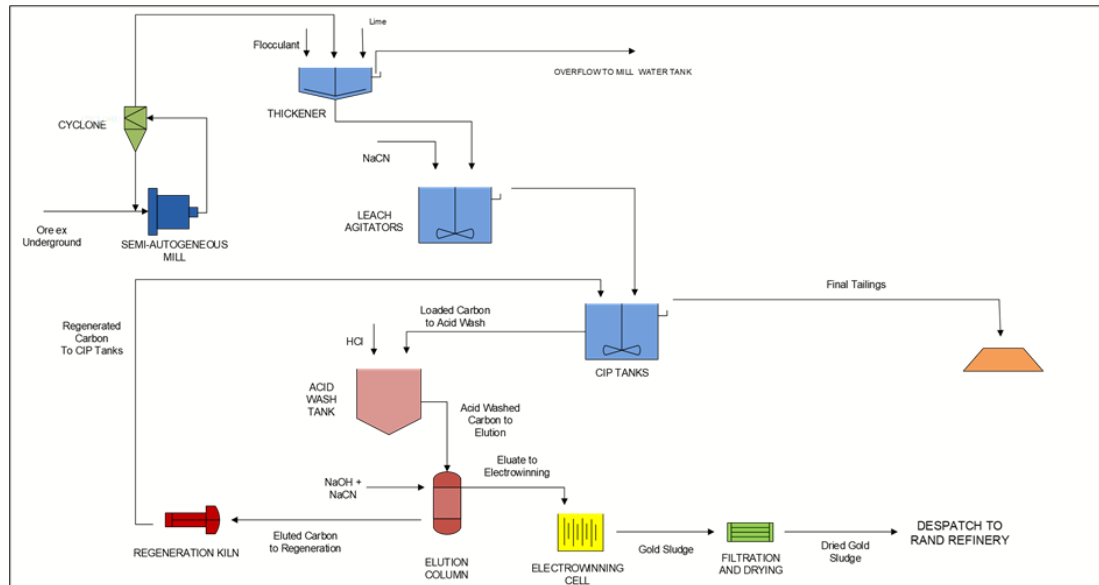 Lime
Flocculant
OVERFLOW TO MILL WATER TANK
THICKENER
CYCLONE
NaCN
LEACH
AGITATORS
Ore ex
Underground
SEMI-AUTOGENEOUS
MILL
Final Tailings
Loaded Carbon
to Acid Wash
Regenerated
Carbon
To CIP Tanks
HCl
CIP TANKS
ACID
WASH
TANK
Acid Washed
Carbon to
Elution
Eluate to
Electrowinning
NaOH +
NaCN
DESPATCH TO
RAND REFINERY
Eluted Carbon
to Regeneration
REGENERATION KILN
ELUTION
COLUMN
ELECTROWINNING
CELL
Gold Sludge
FILTRATION
AND DRYING
Dried Gold
Sludge